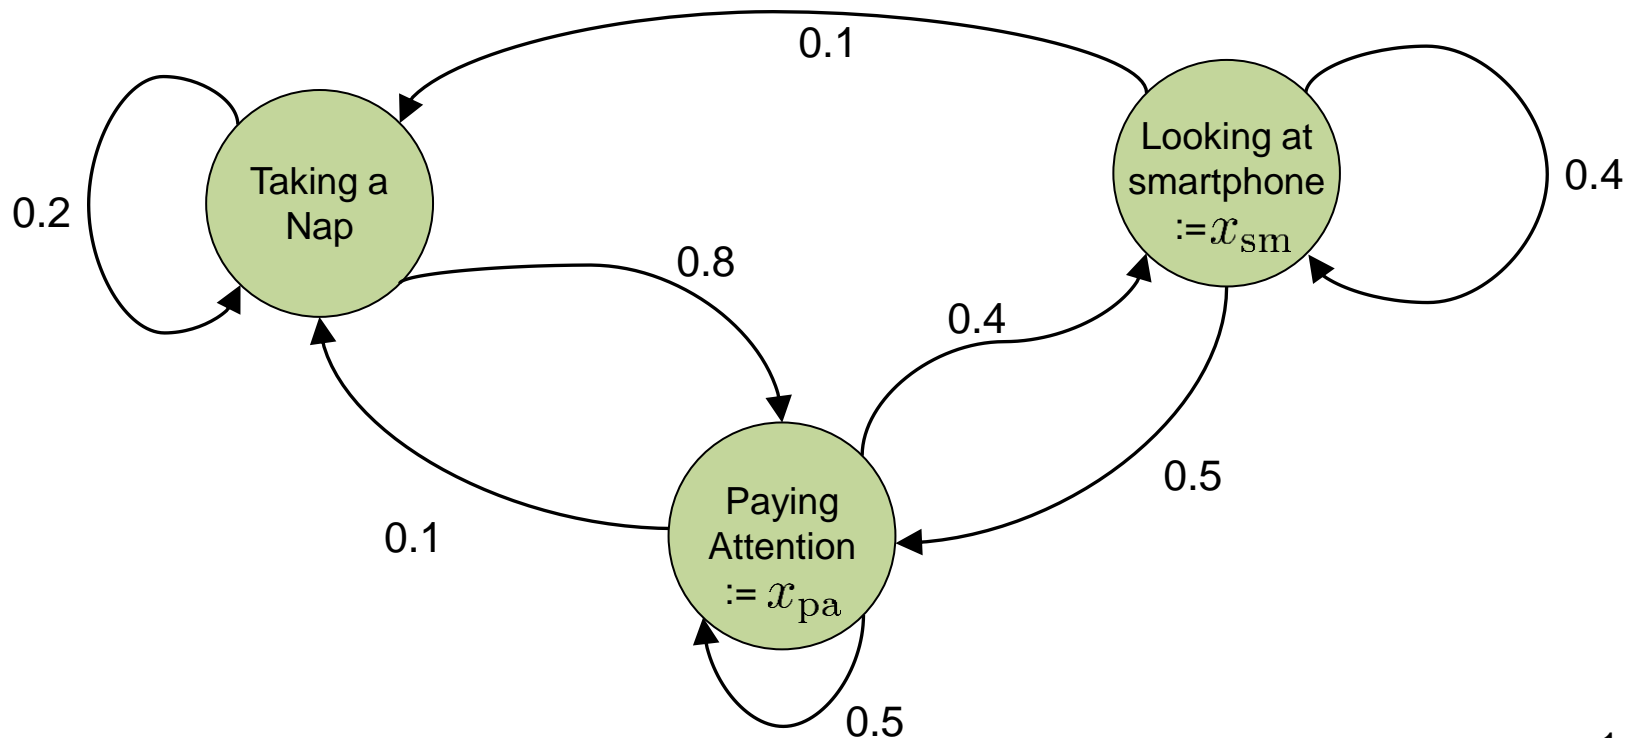 0.1
Looking at
smartphone
:= x_sm
0.4
Taking a
Nap
0.2
0.8
0.4
0.5
Paying
Attention
:= x_pa
0.1
0.5